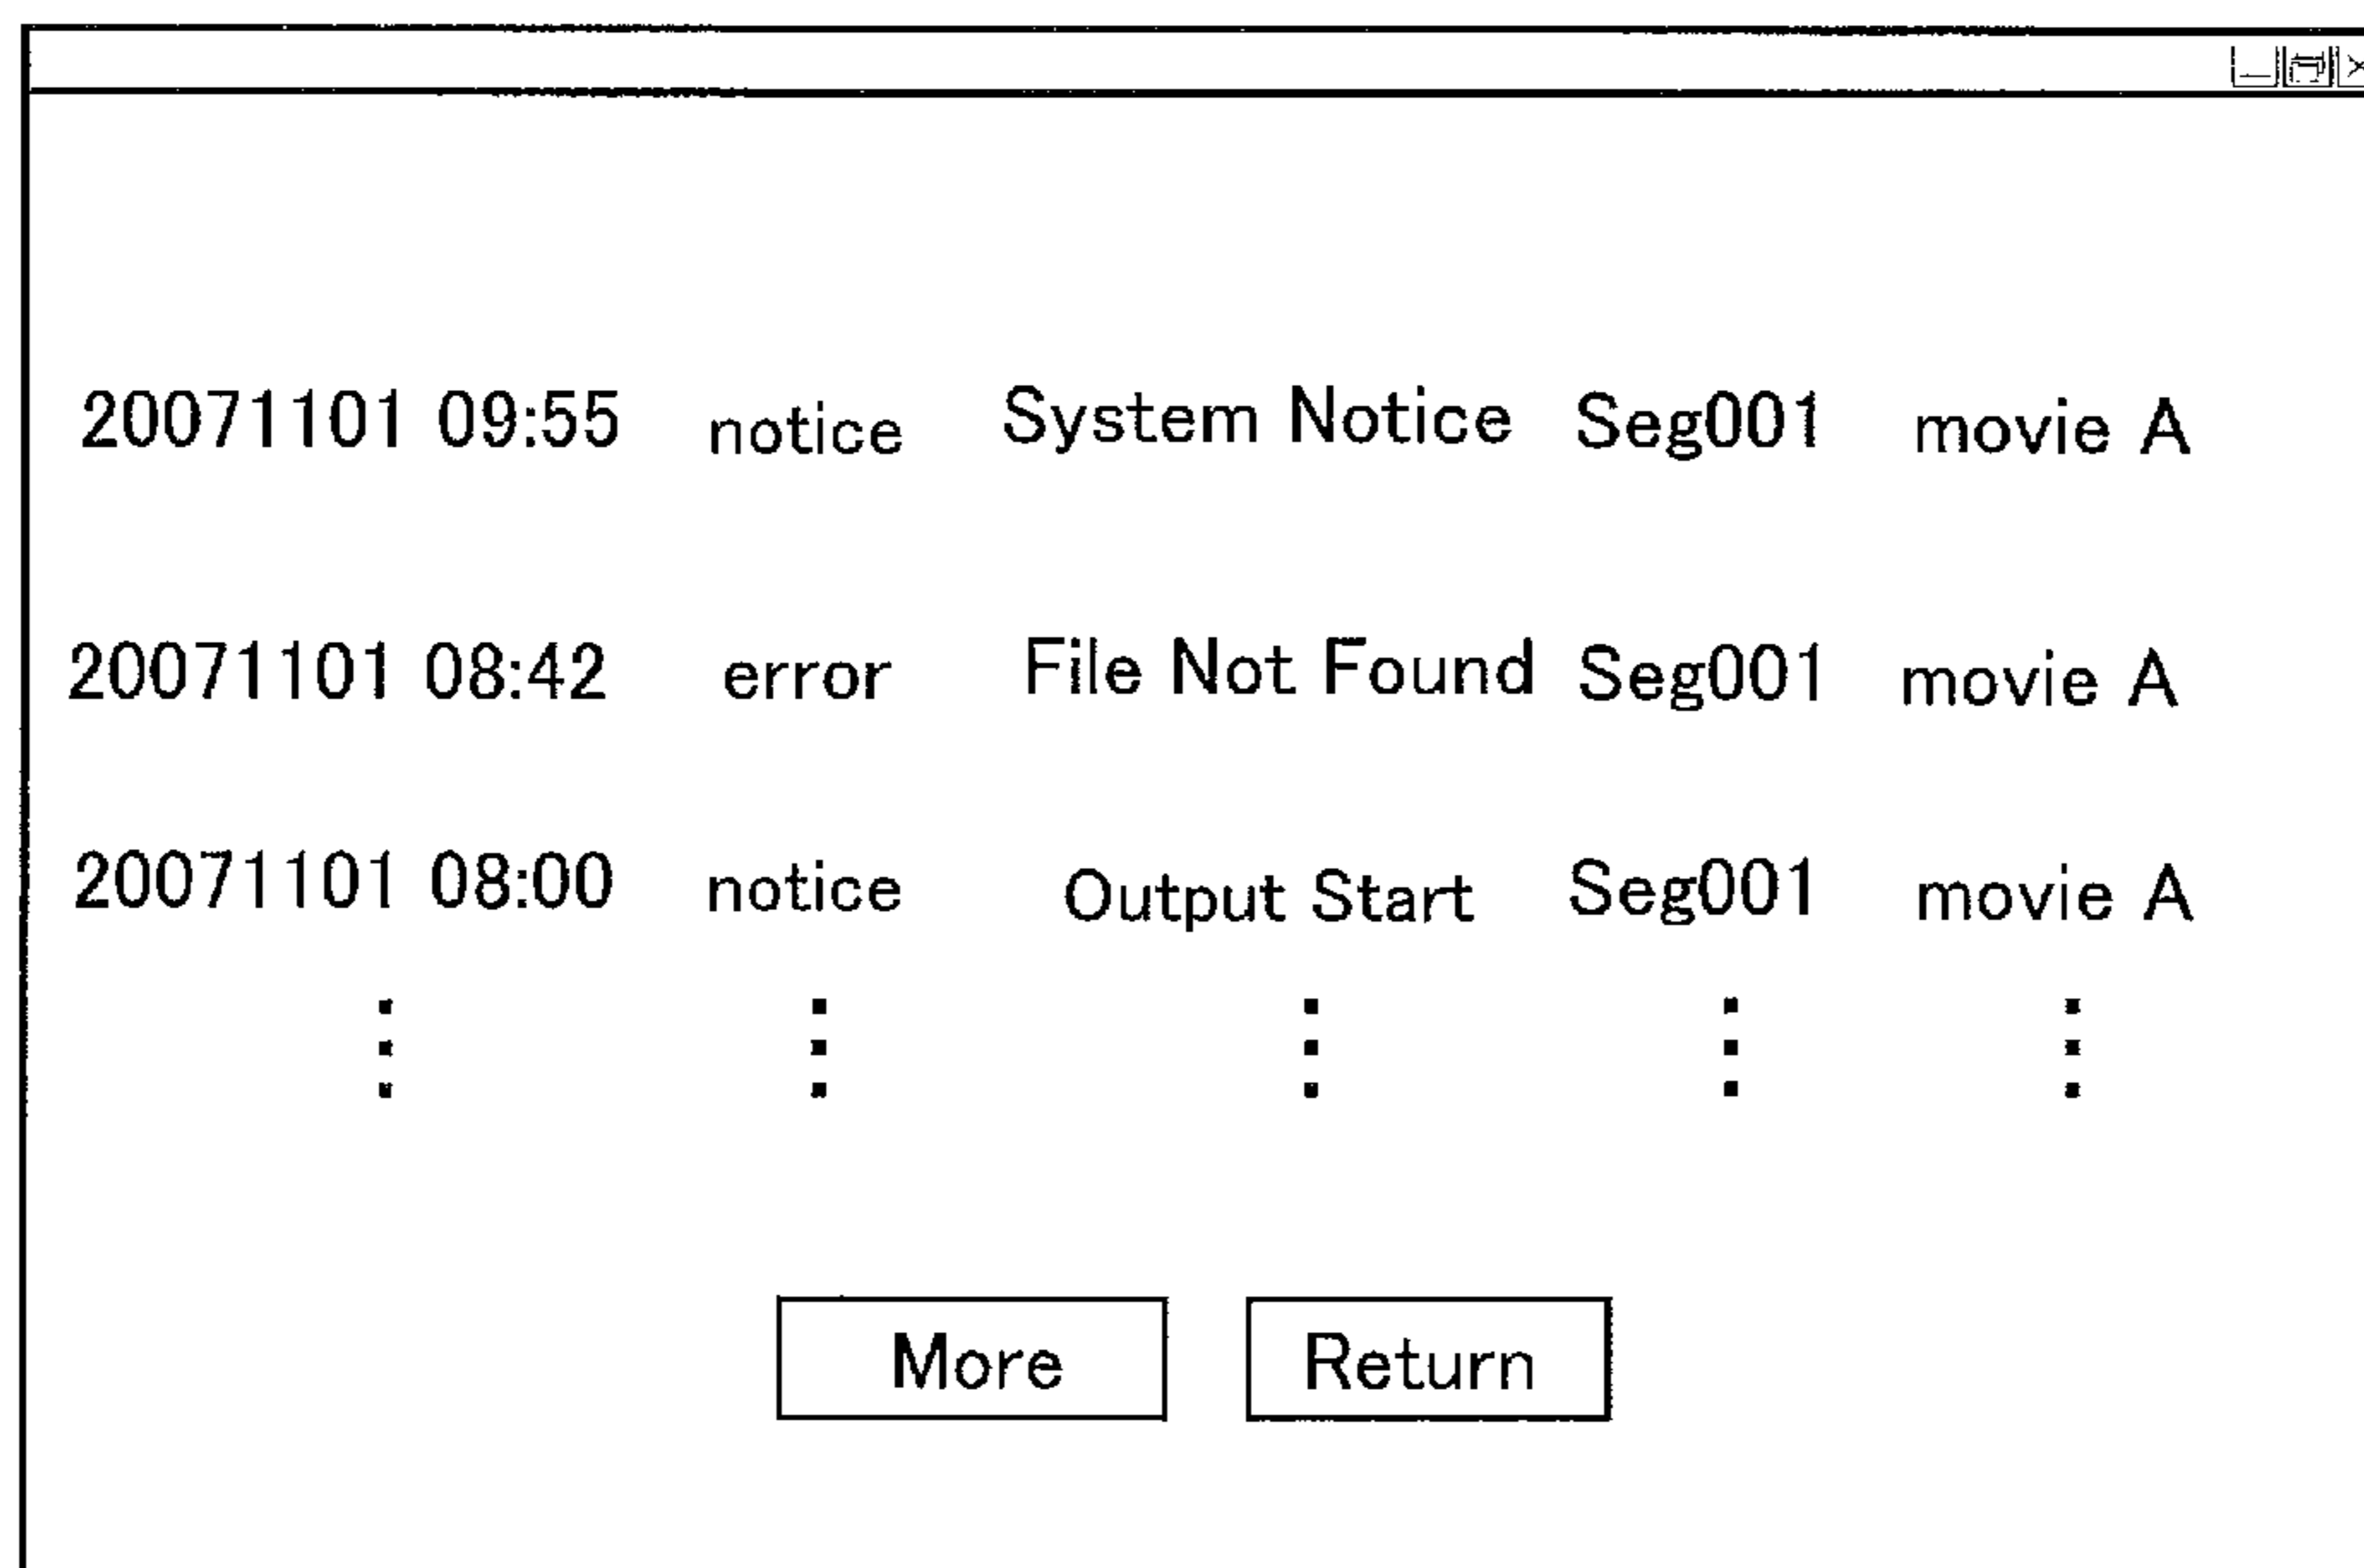 20071101 09:55 notice System Notice Seg001 movie A
20071101 08:42 error File Not Found Seg001 movie A
20071101 08:00 notice Output Start Seg001 movie A
More Return